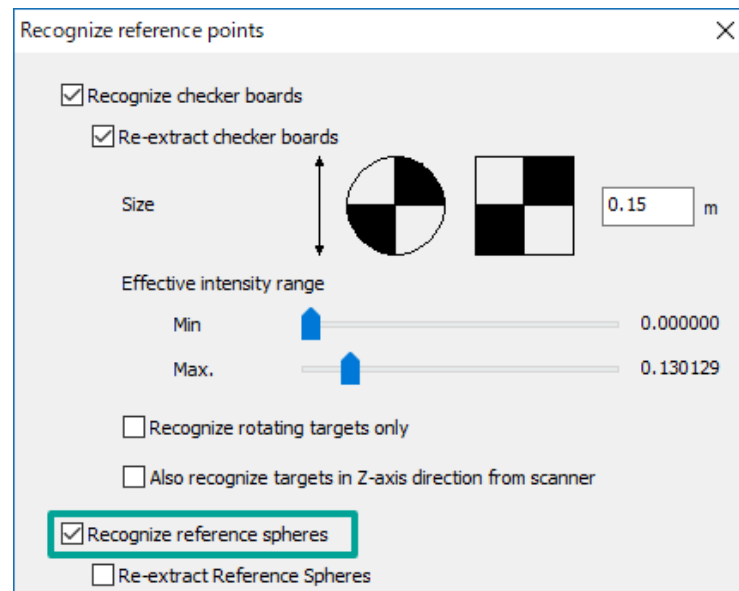 Recognize reference points
Recognize checker boards
Re-extract checker boards
Size
0.15 m
Effective intensity range
Min 0.000000
Max. 0.130129
Recognize rotating targets only
Also recognize targets in Z-axis direction from scanner
Recognize reference spheres
Re-extract Reference Spheres